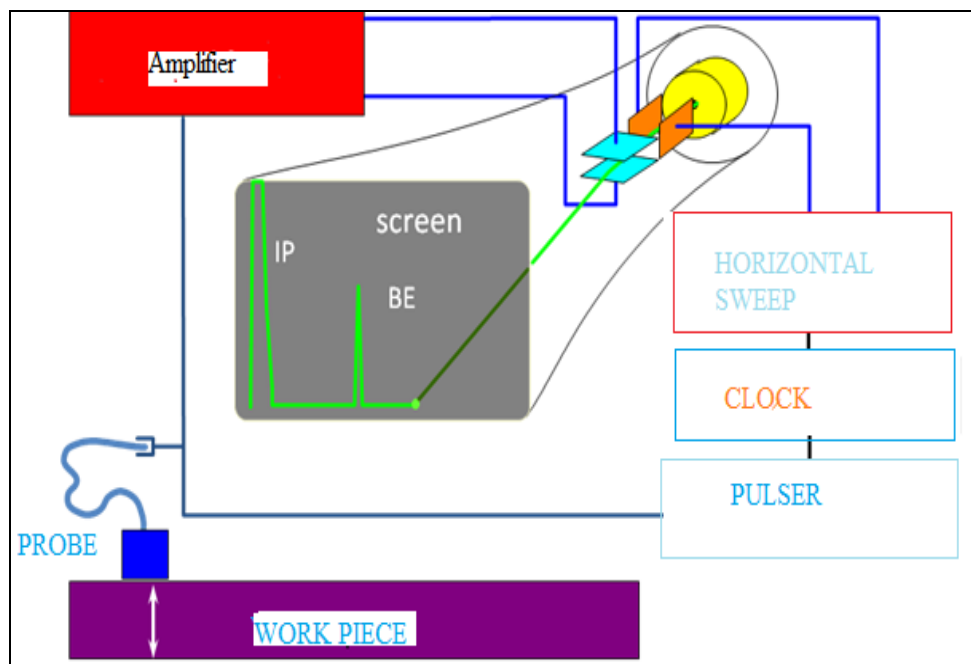 Amplifier
screen
IP
BE
HORIZONTAL
SWEEP
CLOCK
PULSER
PROBE
WORK PIECE